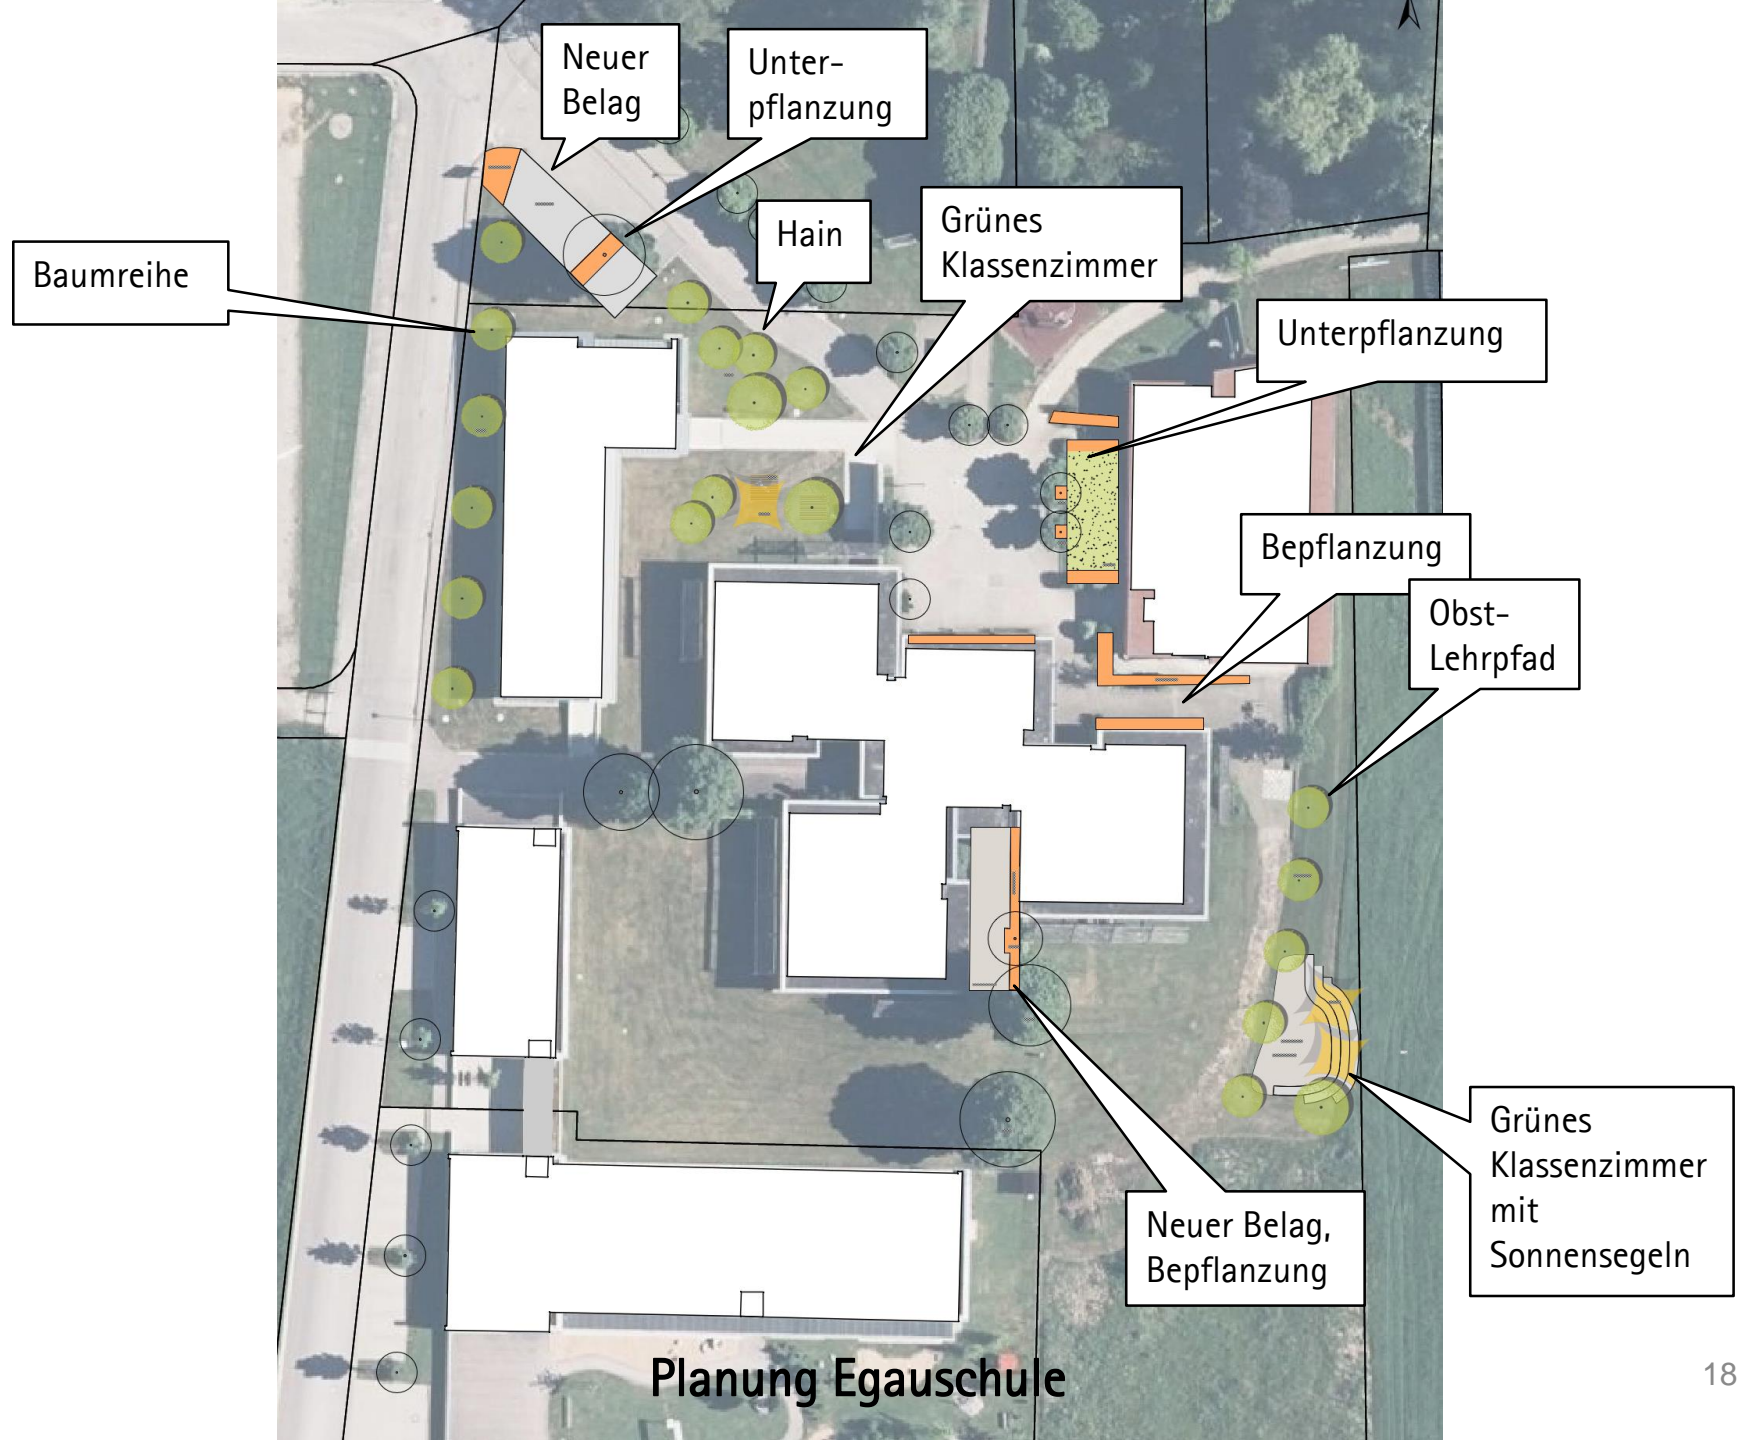 Neuer
Belag
Unter-
pflanzung
Hain
Grünes
Klassenzimmer
Baumreihe
Unterpflanzung
Bepflanzung
Obst-
Lehrpfad
Grünes
Klassenzimmer
mit
Sonnensegeln
Neuer Belag,
Bepflanzung
Planung Egauschule
18